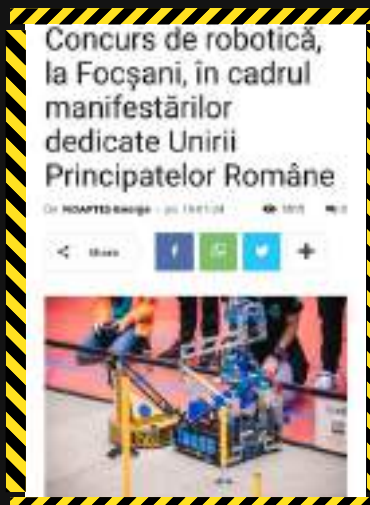 Concurs de robotică,
la Focșani, în cadrul
manifestărilor
dedicate Unirii
Principatelor Române
Share